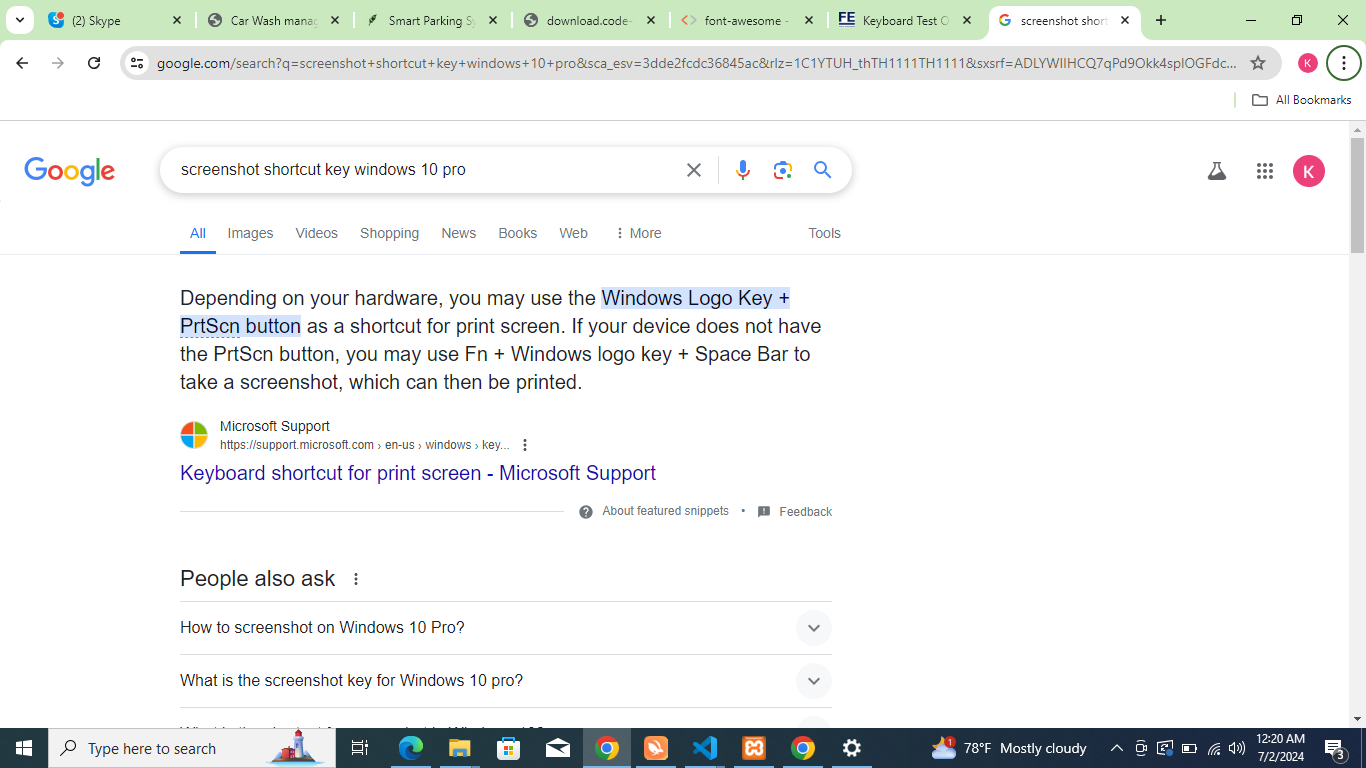 (2) Skype
Car Wash manag
Smart Parking Sy
download.code-
font-awesome -
FE
Keyboard Test O
screenshot short
google.com/search?q=screenshot+shortcut+key+windows+10+pro&sca_esv=3dde2fcdc36845ac&rlz=1C1YTUH_thTH1111TH1111&sxsrf=ADLYWIIHCQ7qPd9Okk4splOGFdc...
K
All Bookmarks
Google
screenshot shortcut key windows 10 pro
K
All
Images
Videos
Shopping
News
Books
Web
More
Tools
Depending on your hardware, you may use the Windows Logo Key +
PrtScn button as a shortcut for print screen. If your device does not have
the PrtScn button, you may use Fn + Windows logo key + Space Bar to
take a screenshot, which can then be printed.
Microsoft Support
https://support.microsoft.com › en-us › windows › key...
Keyboard shortcut for print screen - Microsoft Support
About featured snippets • Feedback
People also ask
How to screenshot on Windows 10 Pro?
What is the screenshot key for Windows 10 pro?
Type here to search
1
78°F Mostly cloudy
12:20 AM
7/2/2024
3